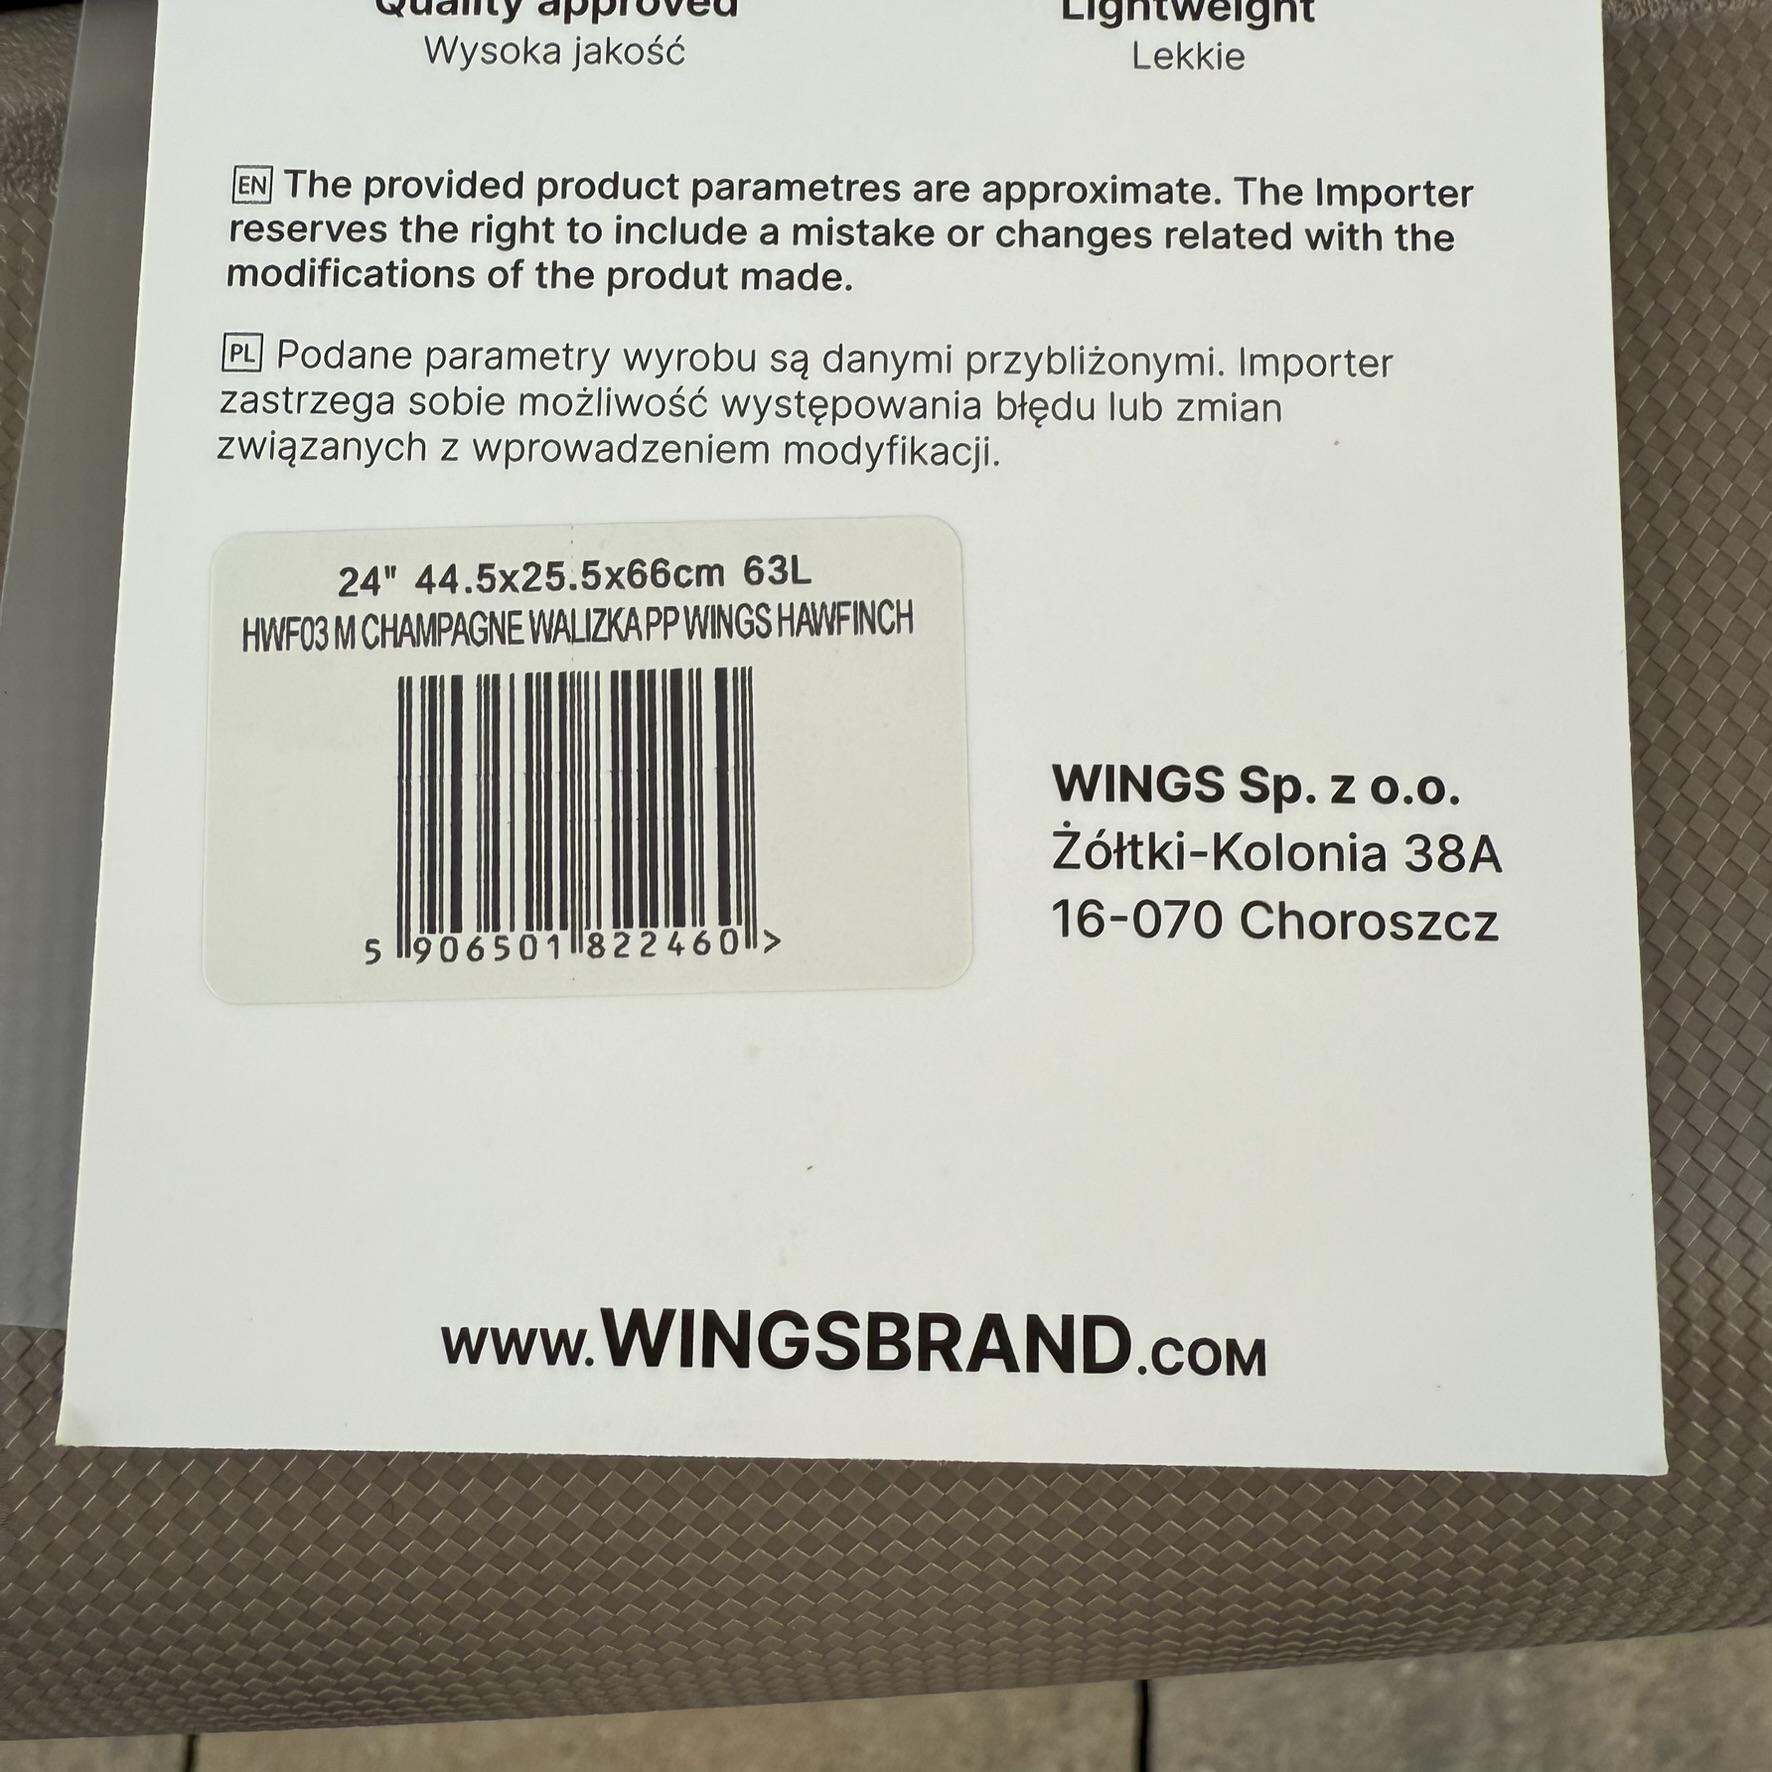 Quality approved
Wysoka jakość
Lightweight
Lekkie
EN The provided product parametres are approximate. The Importer
reserves the right to include a mistake or changes related with the
modifications of the produt made.
PL Podane parametry wyrobu są danymi przybliżonymi. Importer
zastrzega sobie możliwość występowania błędu lub zmian
związanych z wprowadzeniem modyfikacji.
24" 44.5x25.5x66cm 63L
HWF03 M CHAMPAGNE WALIZKA PP WINGS HAWFINCH
5 906501 822460 >
WINGS Sp. z o.o.
Żółtki-Kolonia 38A
16-070 Choroszcz
www.WINGSBRAND.COM